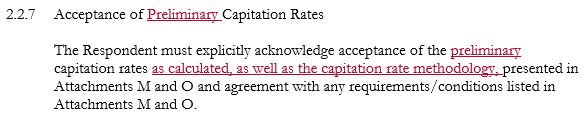 2.2.7 Acceptance of Preliminary Capitation Rates
The Respondent must explicitly acknowledge acceptance of the preliminary
capitation rates as calculated, as well as the capitation rate methodology, presented in
Attachments M and O and agreement with any requirements/conditions listed in
Attachments M and O.